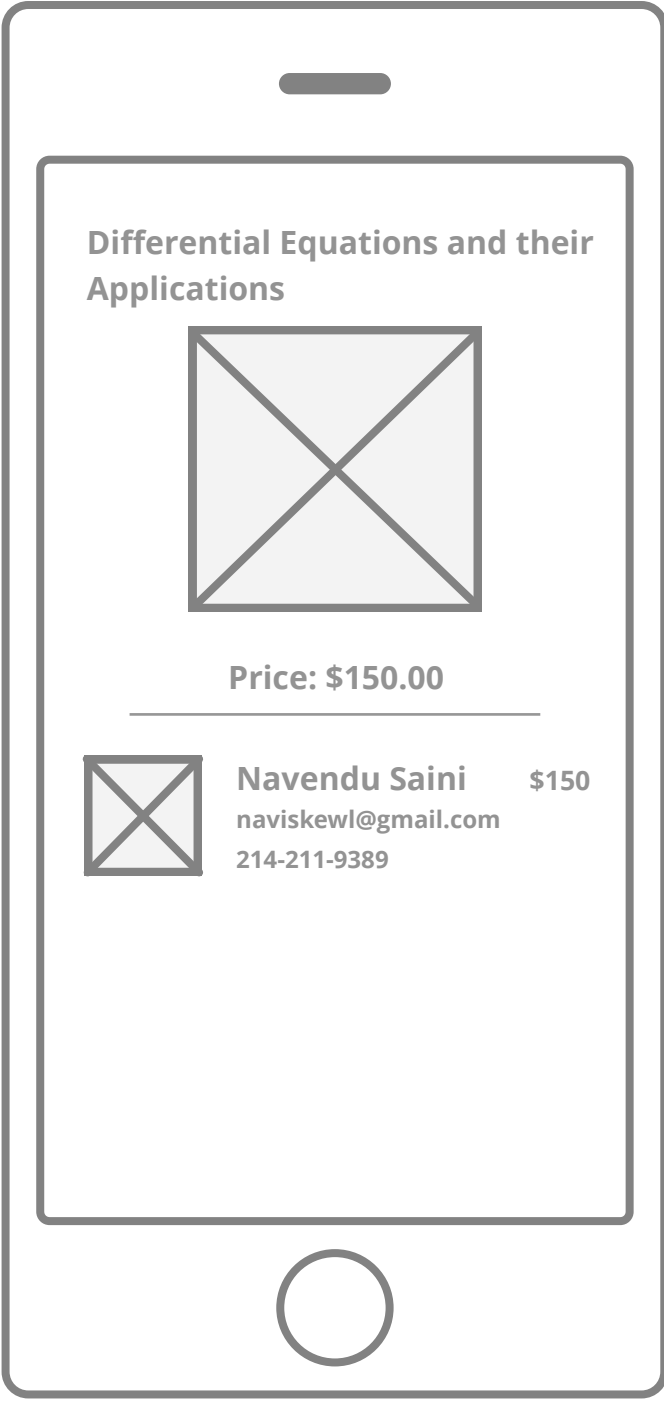 Differential Equations and their
Applications
Price: $150.00
Navendu Saini $150
naviskewl@gmail.com
214-211-9389